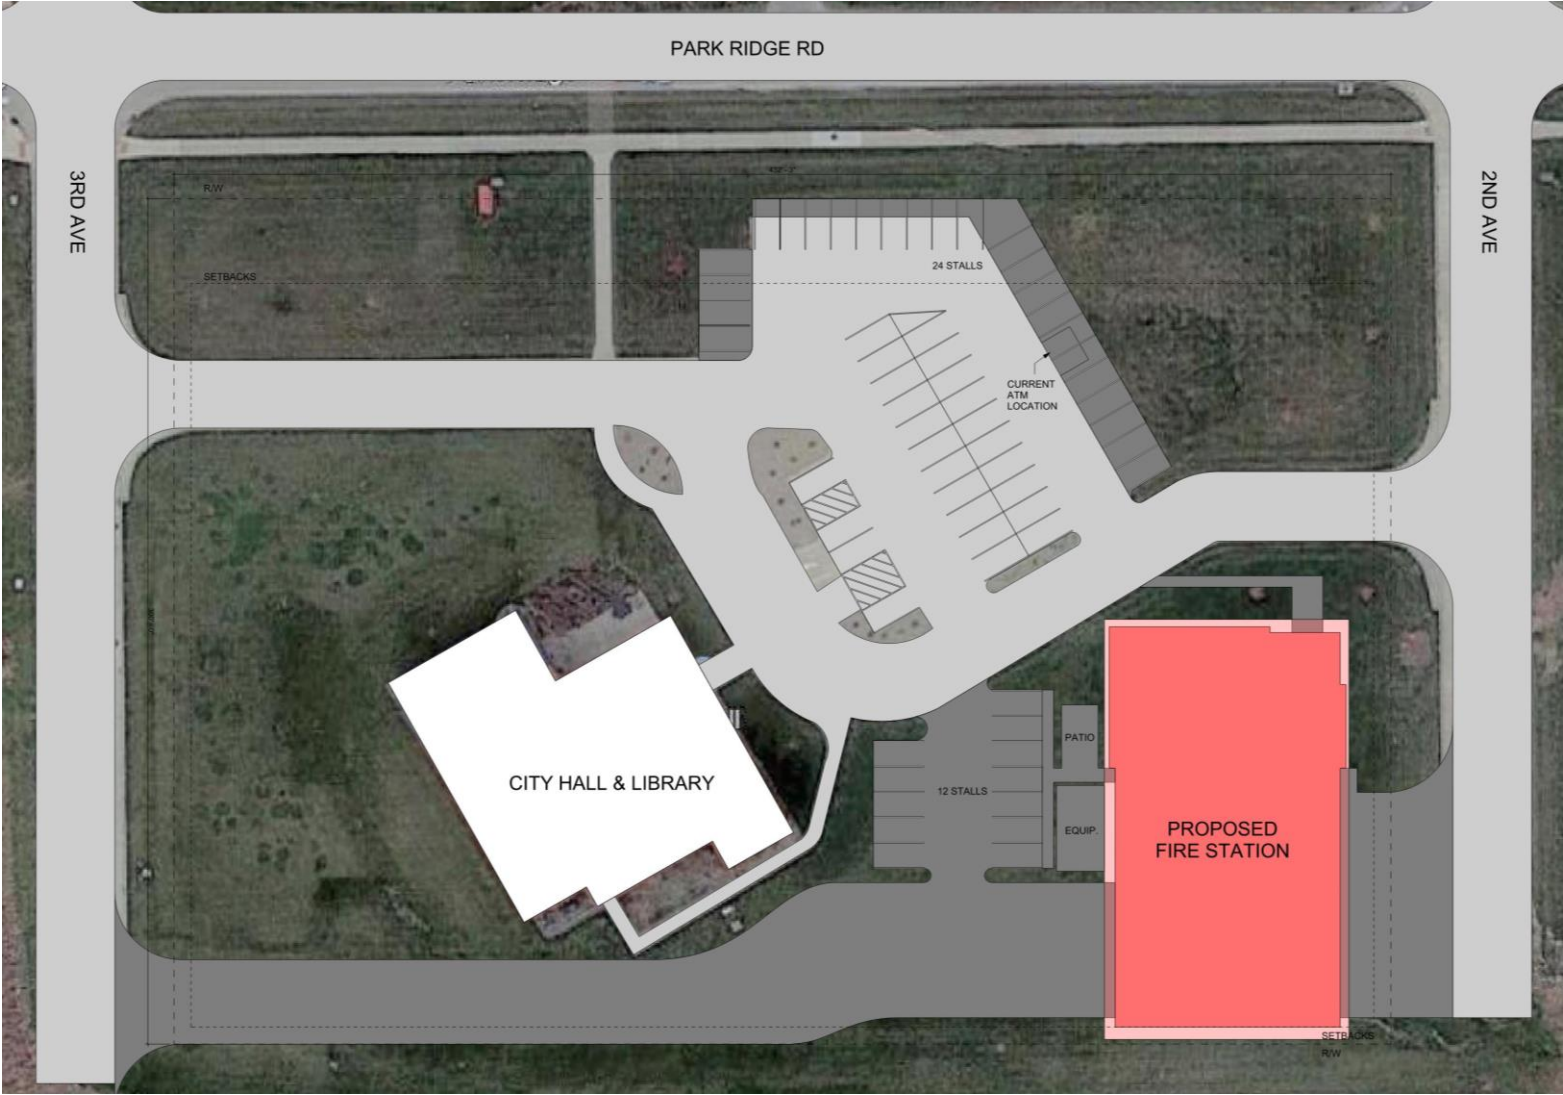 PARK RIDGE RD
3RD AVE
2ND AVE
R/W
SETBACKS
24 STALLS
CURRENT
ATM
LOCATION
PATIO
CITY HALL & LIBRARY
12 STALLS
EQUIP.
PROPOSED
FIRE STATION
SETBACKS
R/W